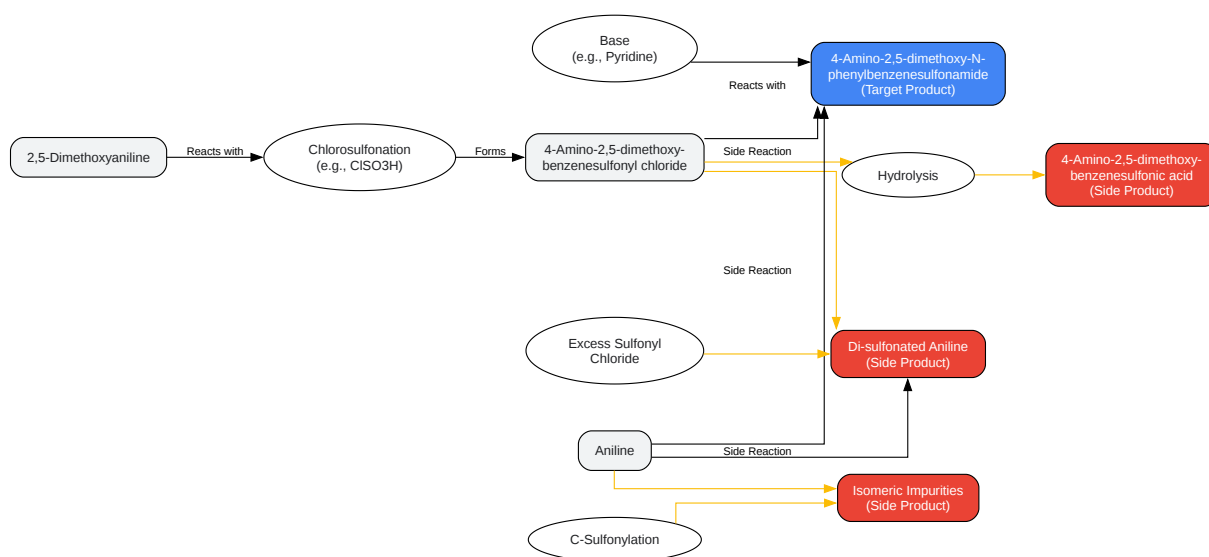 Base
(e.g., Pyridine)
4-Amino-2,5-dimethoxy-N-
phenylbenzenesulfonamide
(Target Product)
Reacts with
2,5-Dimethoxyaniline
Reacts with
Chlorosulfonation
(e.g., ClSO3H)
Forms
4-Amino-2,5-dimethoxy-
benzenesulfonyl chloride
Side Reaction
Hydrolysis
4-Amino-2,5-dimethoxy-
benzenesulfonic acid
(Side Product)
Side Reaction
Excess Sulfonyl
Chloride
Di-sulfonated Aniline
(Side Product)
Aniline
Side Reaction
Isomeric Impurities
(Side Product)
C-Sulfonylation